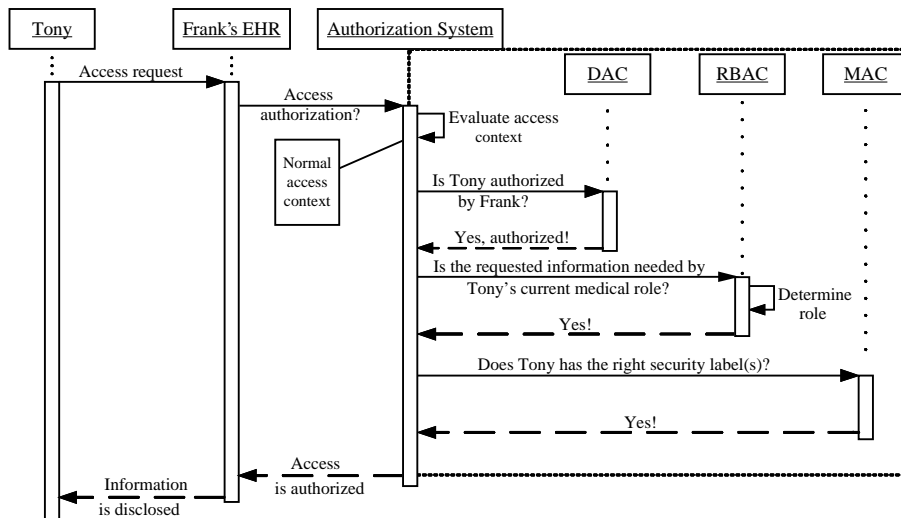 Tony
Frank's EHR
Authorization System
DAC
RBAC
MAC
Access request
Access
authorization?
Evaluate access
context
Normal
access
context
Is Tony authorized
by Frank?
Yes, authorized!
Is the requested information needed by
Tony's current medical role?
Determine
role
Yes!
Does Tony has the right security label(s)?
Yes!
Access
is authorized
Information
is disclosed